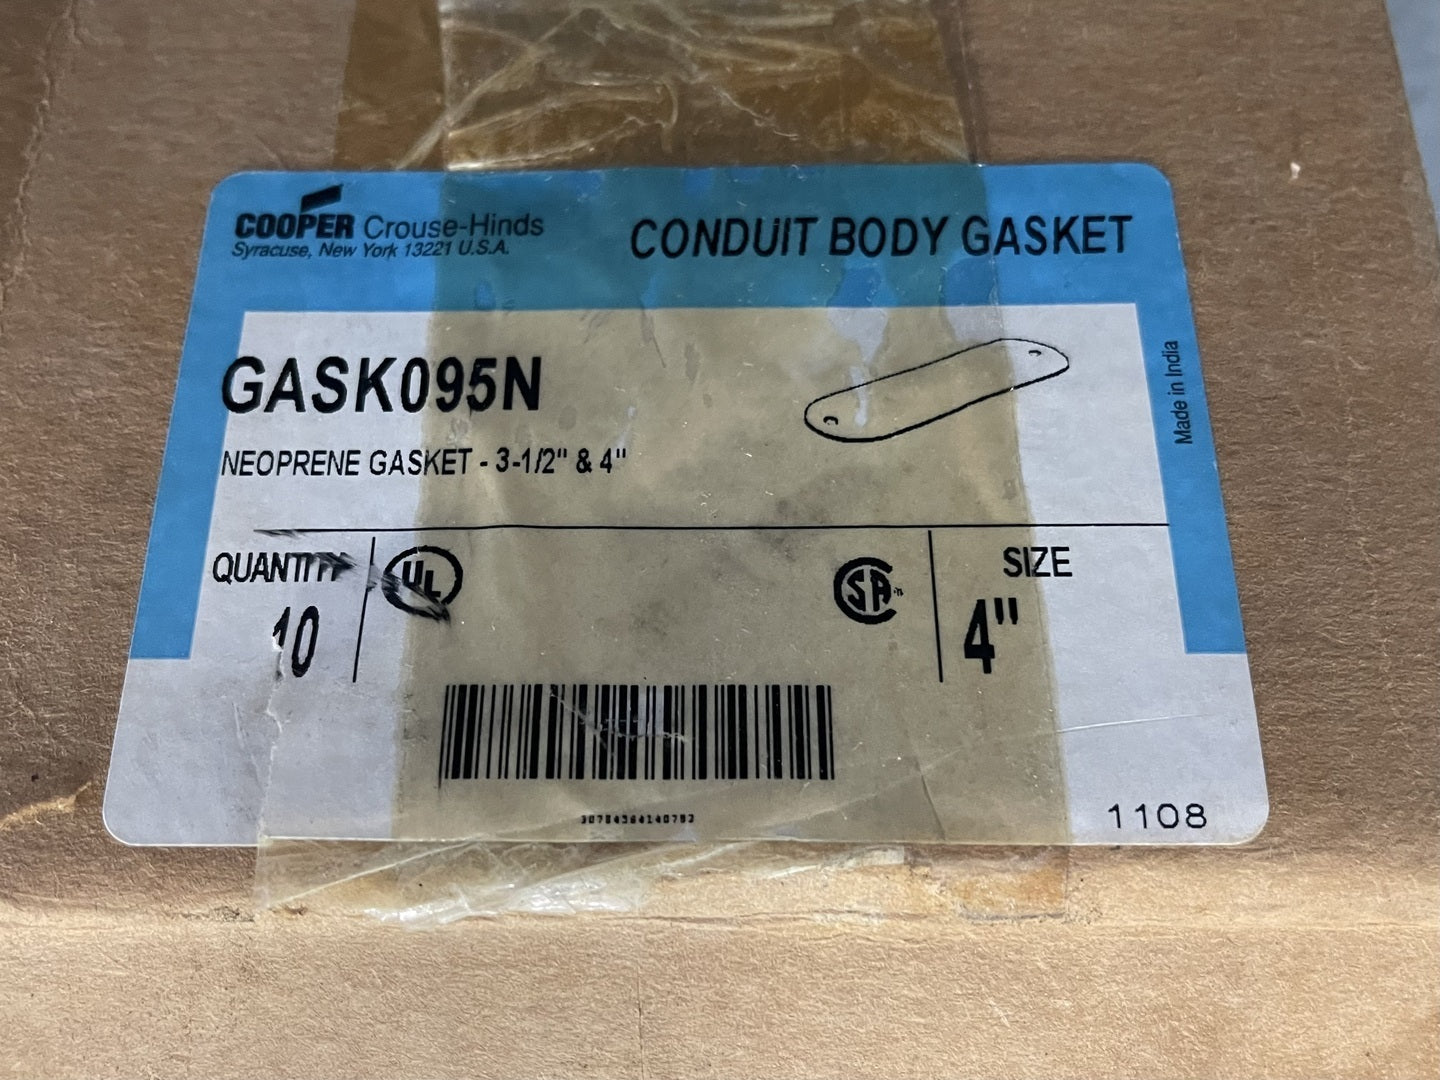 COOPER Crouse-Hinds
Syracuse, New York 13221 U.S.A.
CONDUIT BODY GASKET
GASK095N
NEOPRENE GASKET - 3-1/2" & 4"
Made in India
QUANTITY
10
UL
CSA
SIZE
4"
1108